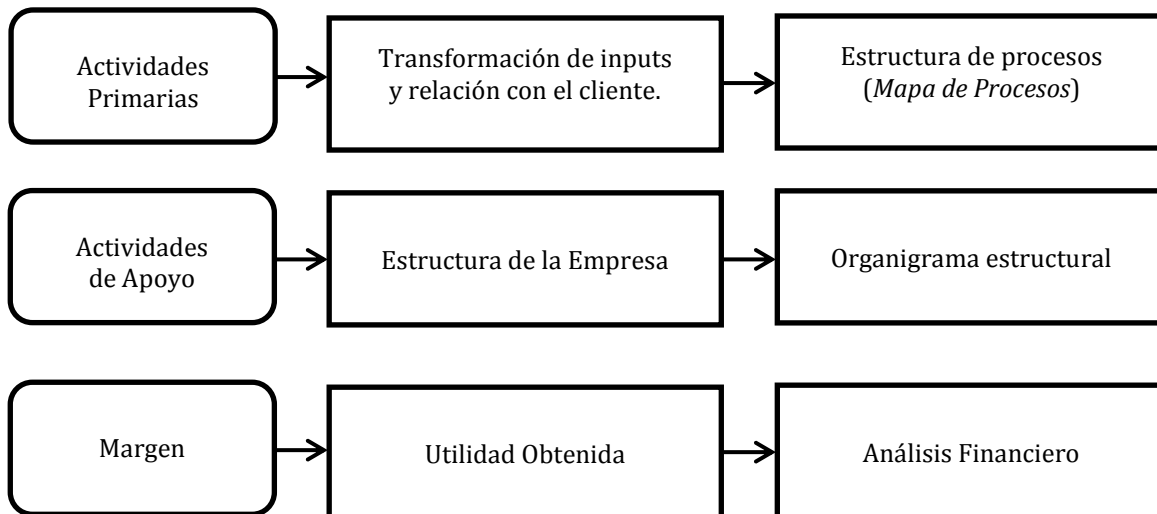 Actividades
Primarias
Transformación de inputs
y relación con el cliente.
Estructura de procesos
(Mapa de Procesos)
Actividades
de Apoyo
Estructura de la Empresa
Organigrama estructural
Margen
Utilidad Obtenida
Análisis Financiero